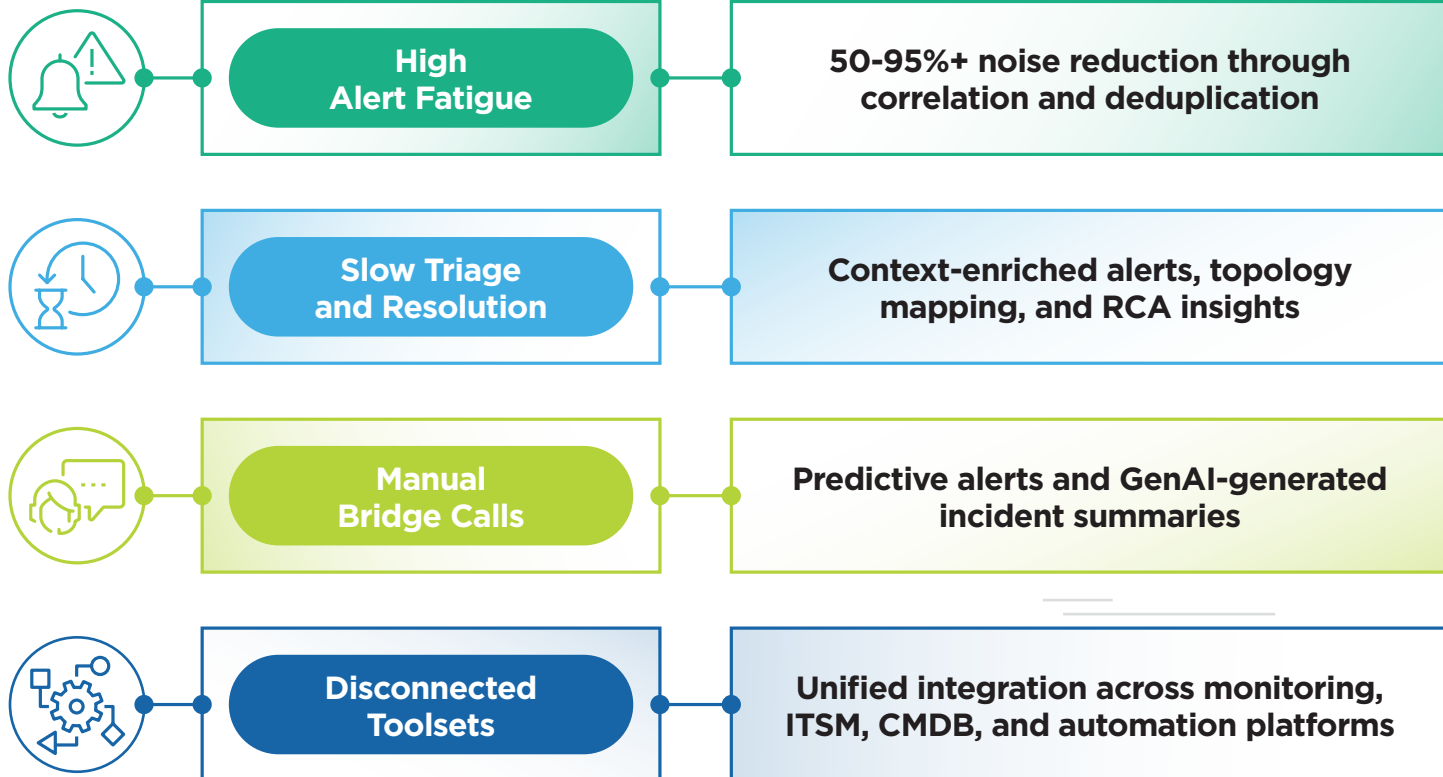 High
Alert Fatigue
50-95%+ noise reduction through
correlation and deduplication
Slow Triage
and Resolution
Context-enriched alerts, topology
mapping, and RCA insights
Manual
Bridge Calls
Predictive alerts and GenAI-generated
incident summaries
Disconnected
Toolsets
Unified integration across monitoring,
ITSM, CMDB, and automation platforms